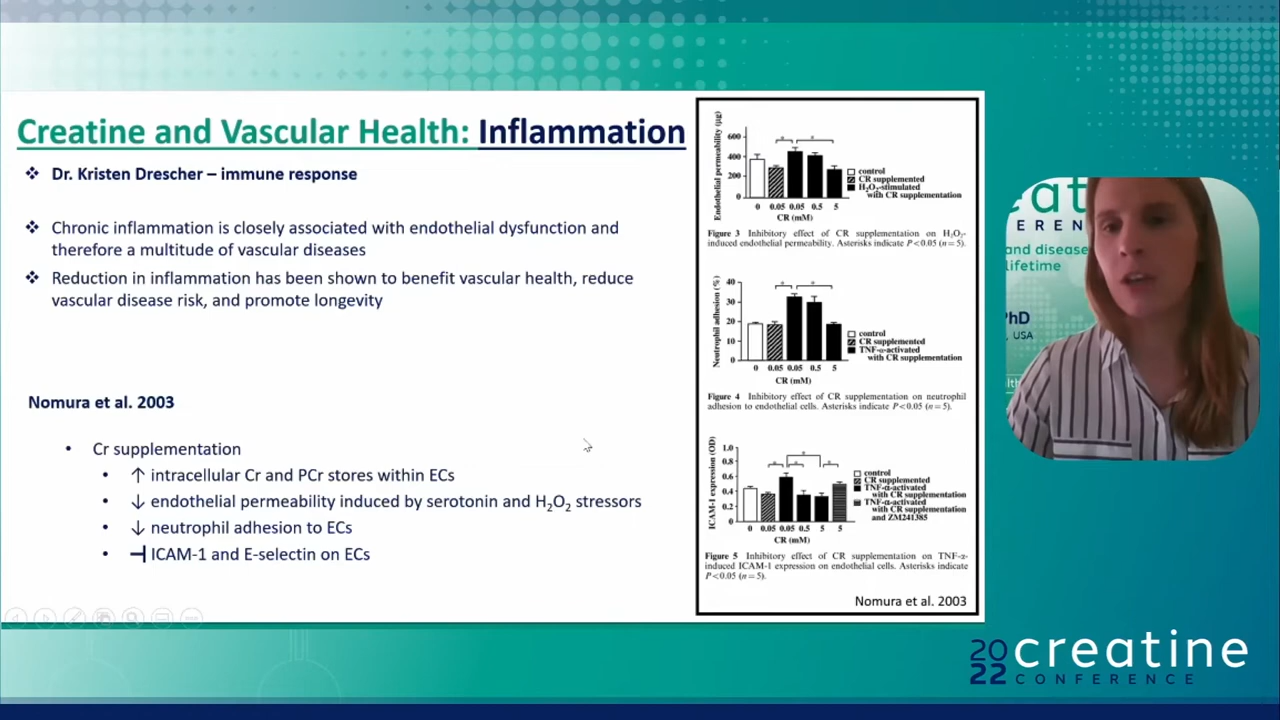 Creatine and Vascular Health: Inflammation
❖ Dr. Kristen Drescher – immune response
❖ Chronic inflammation is closely associated with endothelial dysfunction and
therefore a multitude of vascular diseases
❖ Reduction in inflammation has been shown to benefit vascular health, reduce
vascular disease risk, and promote longevity
Nomura et al. 2003
• Cr supplementation
• ↑ intracellular Cr and PCr stores within ECs
• ↓ endothelial permeability induced by serotonin and H₂O₂ stressors
• ↓ neutrophil adhesion to ECs
• ⊣ ICAM-1 and E-selectin on ECs
Endothelial permeability (µg)
600
400
200
0
* *
0 0.05 0.05 0.5 5
CR (mM)
control
CR supplemented
H₂O₂-stimulated
with CR supplementation
Figure 3 Inhibitory effect of CR supplementation on H₂O₂-
induced endothelial permeability. Asterisks indicate P<0.05 (n=5).
Neutrophil adhesion (%)
40
30
20
10
0
* *
0 0.05 0.05 0.5 5
CR (mM)
control
CR supplemented
TNF-α-activated
with CR supplementation
Figure 4 Inhibitory effect of CR supplementation on neutrophil
adhesion to endothelial cells. Asterisks indicate P<0.05 (n=5).
ICAM-1 expression (OD)
1.0
0.8
0.6
0.4
0.2
0
*
* * *
0 0.05 0.05 0.5 5 5
CR (mM)
control
CR supplemented
TNF-α-activated
with CR supplementation
TNF-α-activated
with CR supplementation
and ZM241385
Figure 5 Inhibitory effect of CR supplementation on TNF-α-
induced ICAM-1 expression on endothelial cells. Asterisks indicate
P<0.05 (n=5).
Nomura et al. 2003
eat
EREN
and disease
lifetime
PhD
, USA
2022 creatine
CONFERENCE